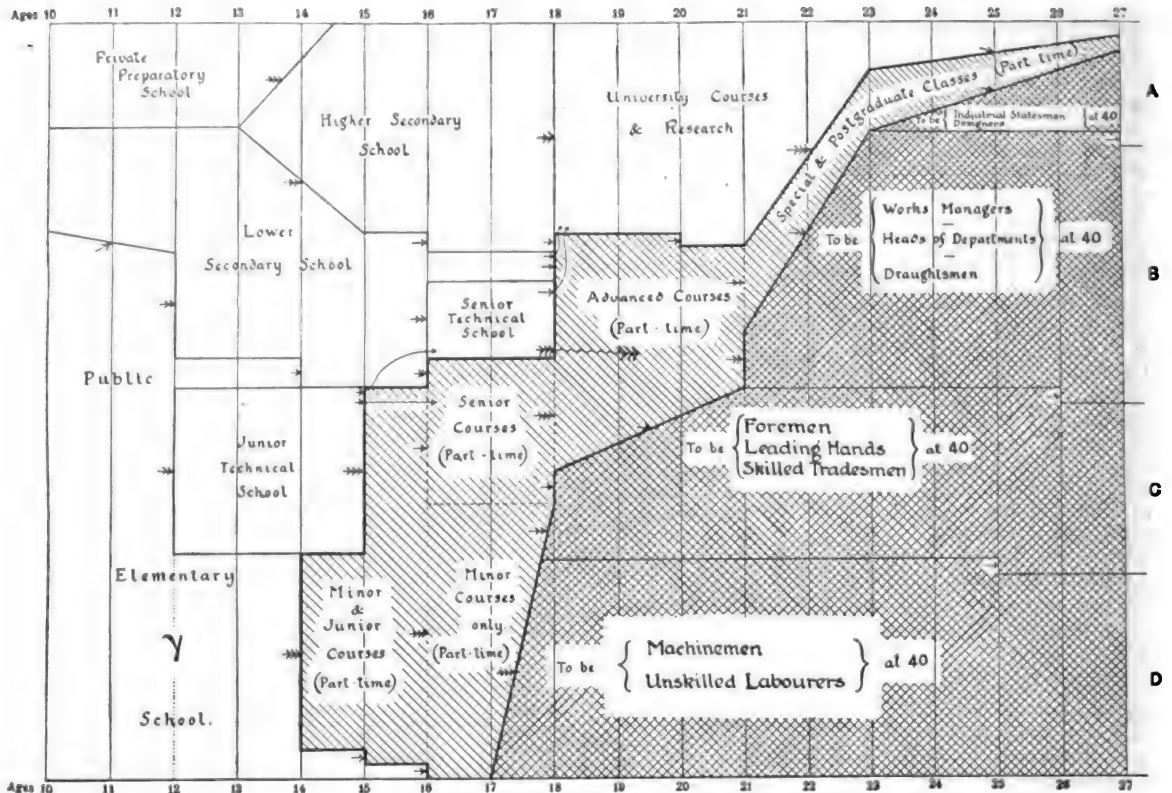 Ages 10 11 12 13 14 15 16 17 18 19 20 21 22 23 24 25 26 27
Private
Preparatory
School
Higher Secondary
School
University Courses
& Research
Special & Postgraduate Classes (Part time)
A
To be { Industrial Statesmen
Designers } at 40
Lower
Secondary School
Senior
Technical
School
Advanced Courses
(Part-time)
To be { Works Managers
Heads of Departments
Draughtsmen } at 40
B
Public
Junior
Technical
School
Senior
Courses
(Part-time)
To be { Foremen
Leading Hands
Skilled Tradesmen } at 40
C
Elementary
γ
School.
Minor
&
Junior
Courses
(Part-time)
Minor
Courses
only
(Part-time)
To be { Machinemen
Unskilled Labourers } at 40
D
Ages 10 11 12 13 14 15 16 17 18 19 20 21 22 23 24 25 26 27